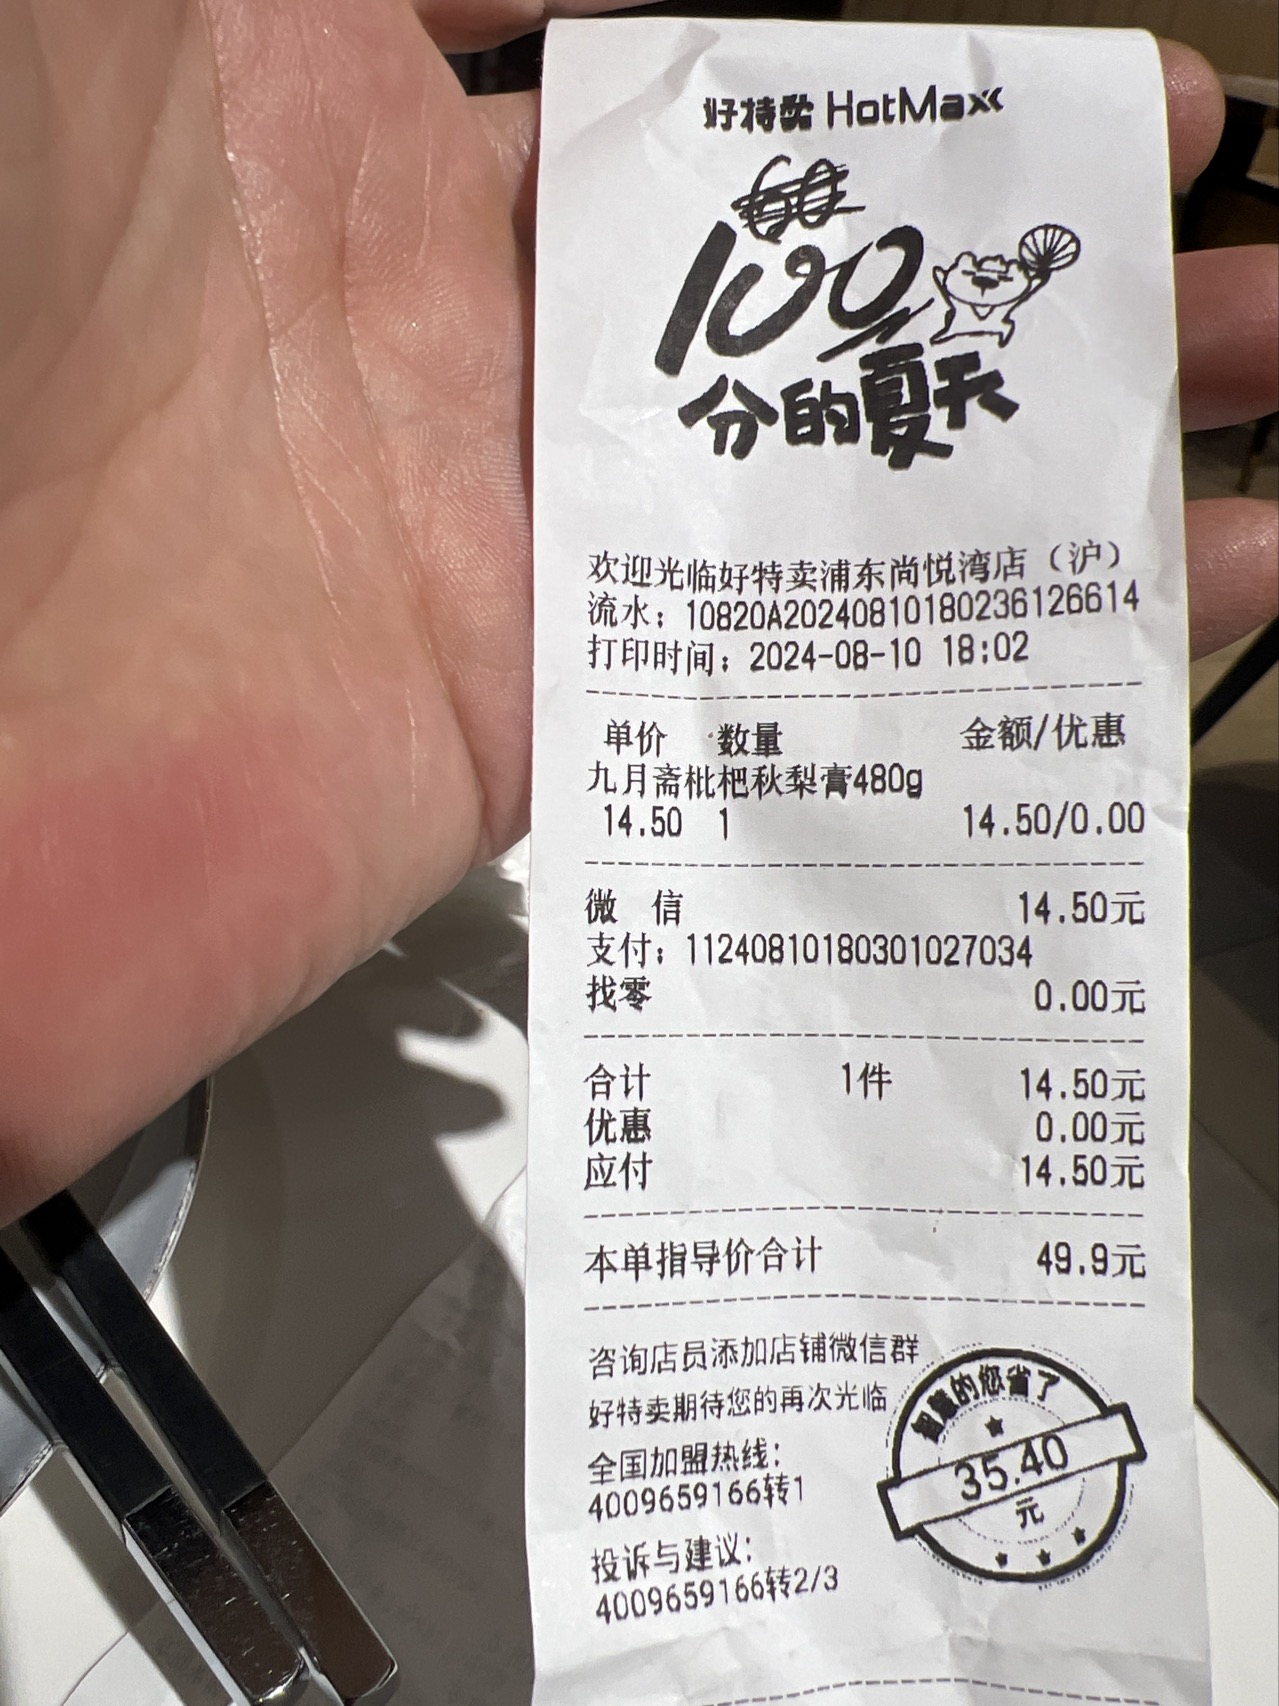 好特卖 HotMaxx
60
100
分的夏天
欢迎光临好特卖浦东尚悦湾店（沪）
流水：10820A2024081018023612​6614
打印时间：2024-08-10 18:02
单价 数量 金额/优惠
九月斋枇杷秋梨膏480g
14.50 1 14.50/0.00
微 信 14.50元
支付：11240810180301027034
找零 0.00元
合计 1件 14.50元
优惠 0.00元
应付 14.50元
本单指导价合计 49.9元
咨询店员添加店铺微信群
好特卖期待您的再次光临
全国加盟热线：
4009659166转1
投诉与建议：
4009659166转2/3
智慧的您省了
35.40
元